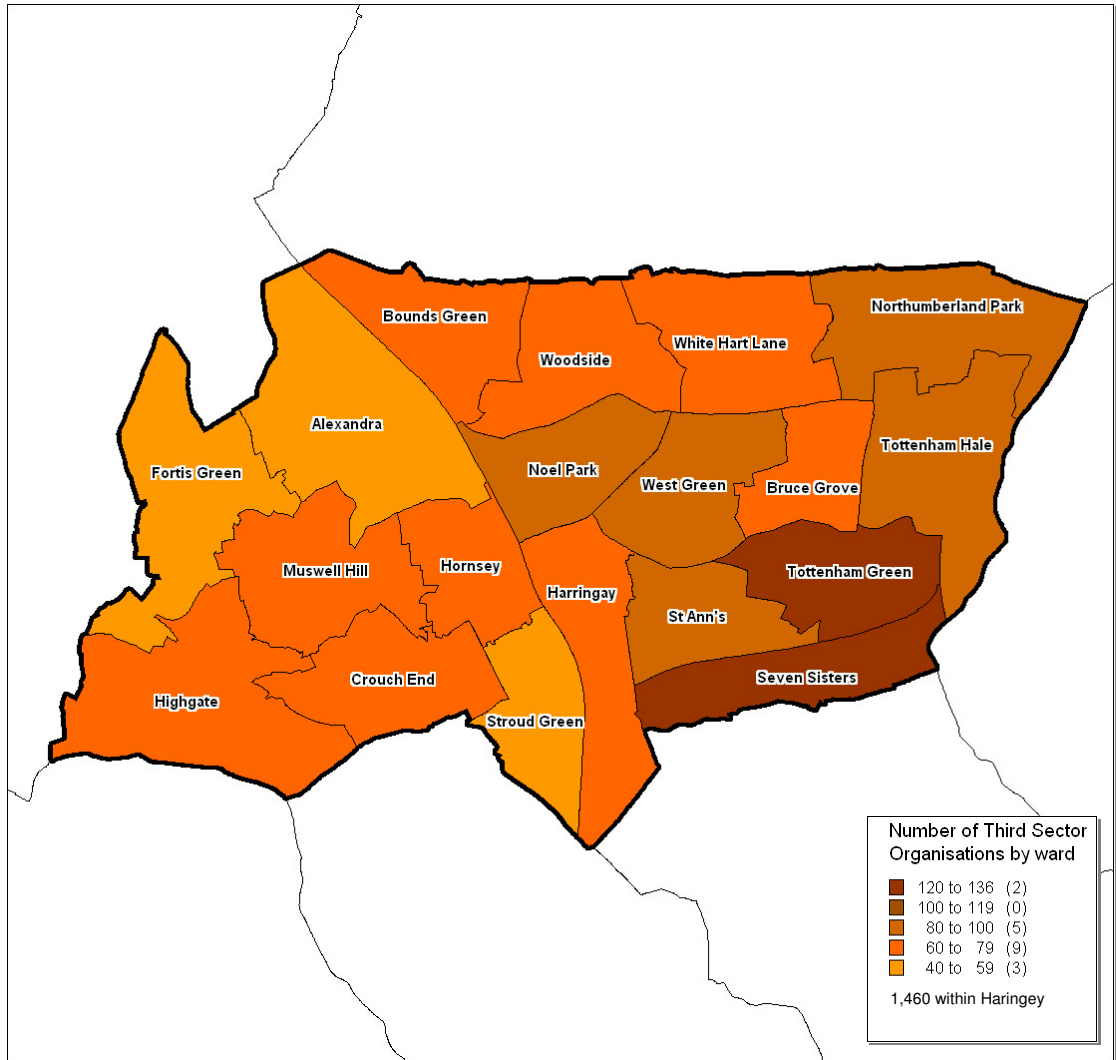 Northumberland Park
Bounds Green
White Hart Lane
Woodside
Alexandra
Tottenham Hale
Fortis Green
Noel Park
West Green
Bruce Grove
Hornsey
Muswell Hill
Tottenham Green
Harringay
St Ann's
Crouch End
Seven Sisters
Highgate
Stroud Green
Number of Third Sector
Organisations by ward
120 to 136 (2)
100 to 119 (0)
80 to 100 (5)
60 to 79 (9)
40 to 59 (3)
1,460 within Haringey